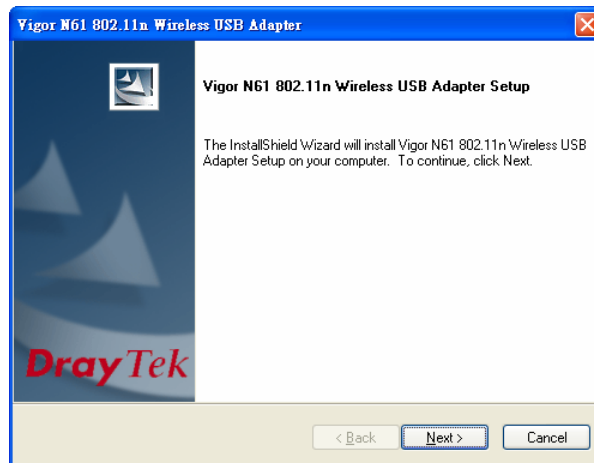 Vigor N61 802.11n Wireless USB Adapter
Vigor N61 802.11n Wireless USB Adapter Setup
The InstallShield Wizard will install Vigor N61 802.11n Wireless USB
Adapter Setup on your computer. To continue, click Next.
DrayTek
< Back
Next >
Cancel